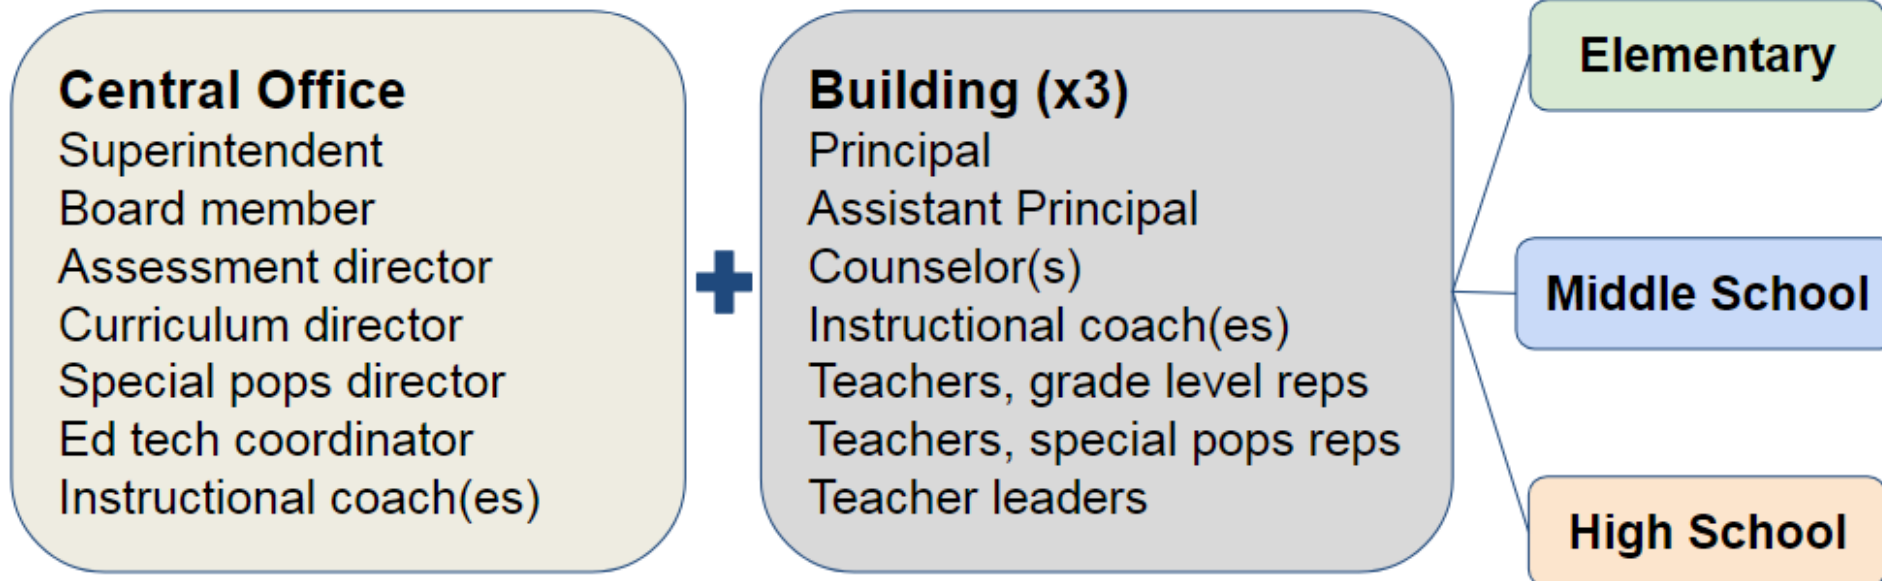 Central Office
Superintendent
Board member
Assessment director
Curriculum director
Special pops director
Ed tech coordinator
Instructional coach(es)
Building (x3)
Principal
Assistant Principal
Counselor(s)
Instructional coach(es)
Teachers, grade level reps
Teachers, special pops reps
Teacher leaders
Elementary
Middle School
High School